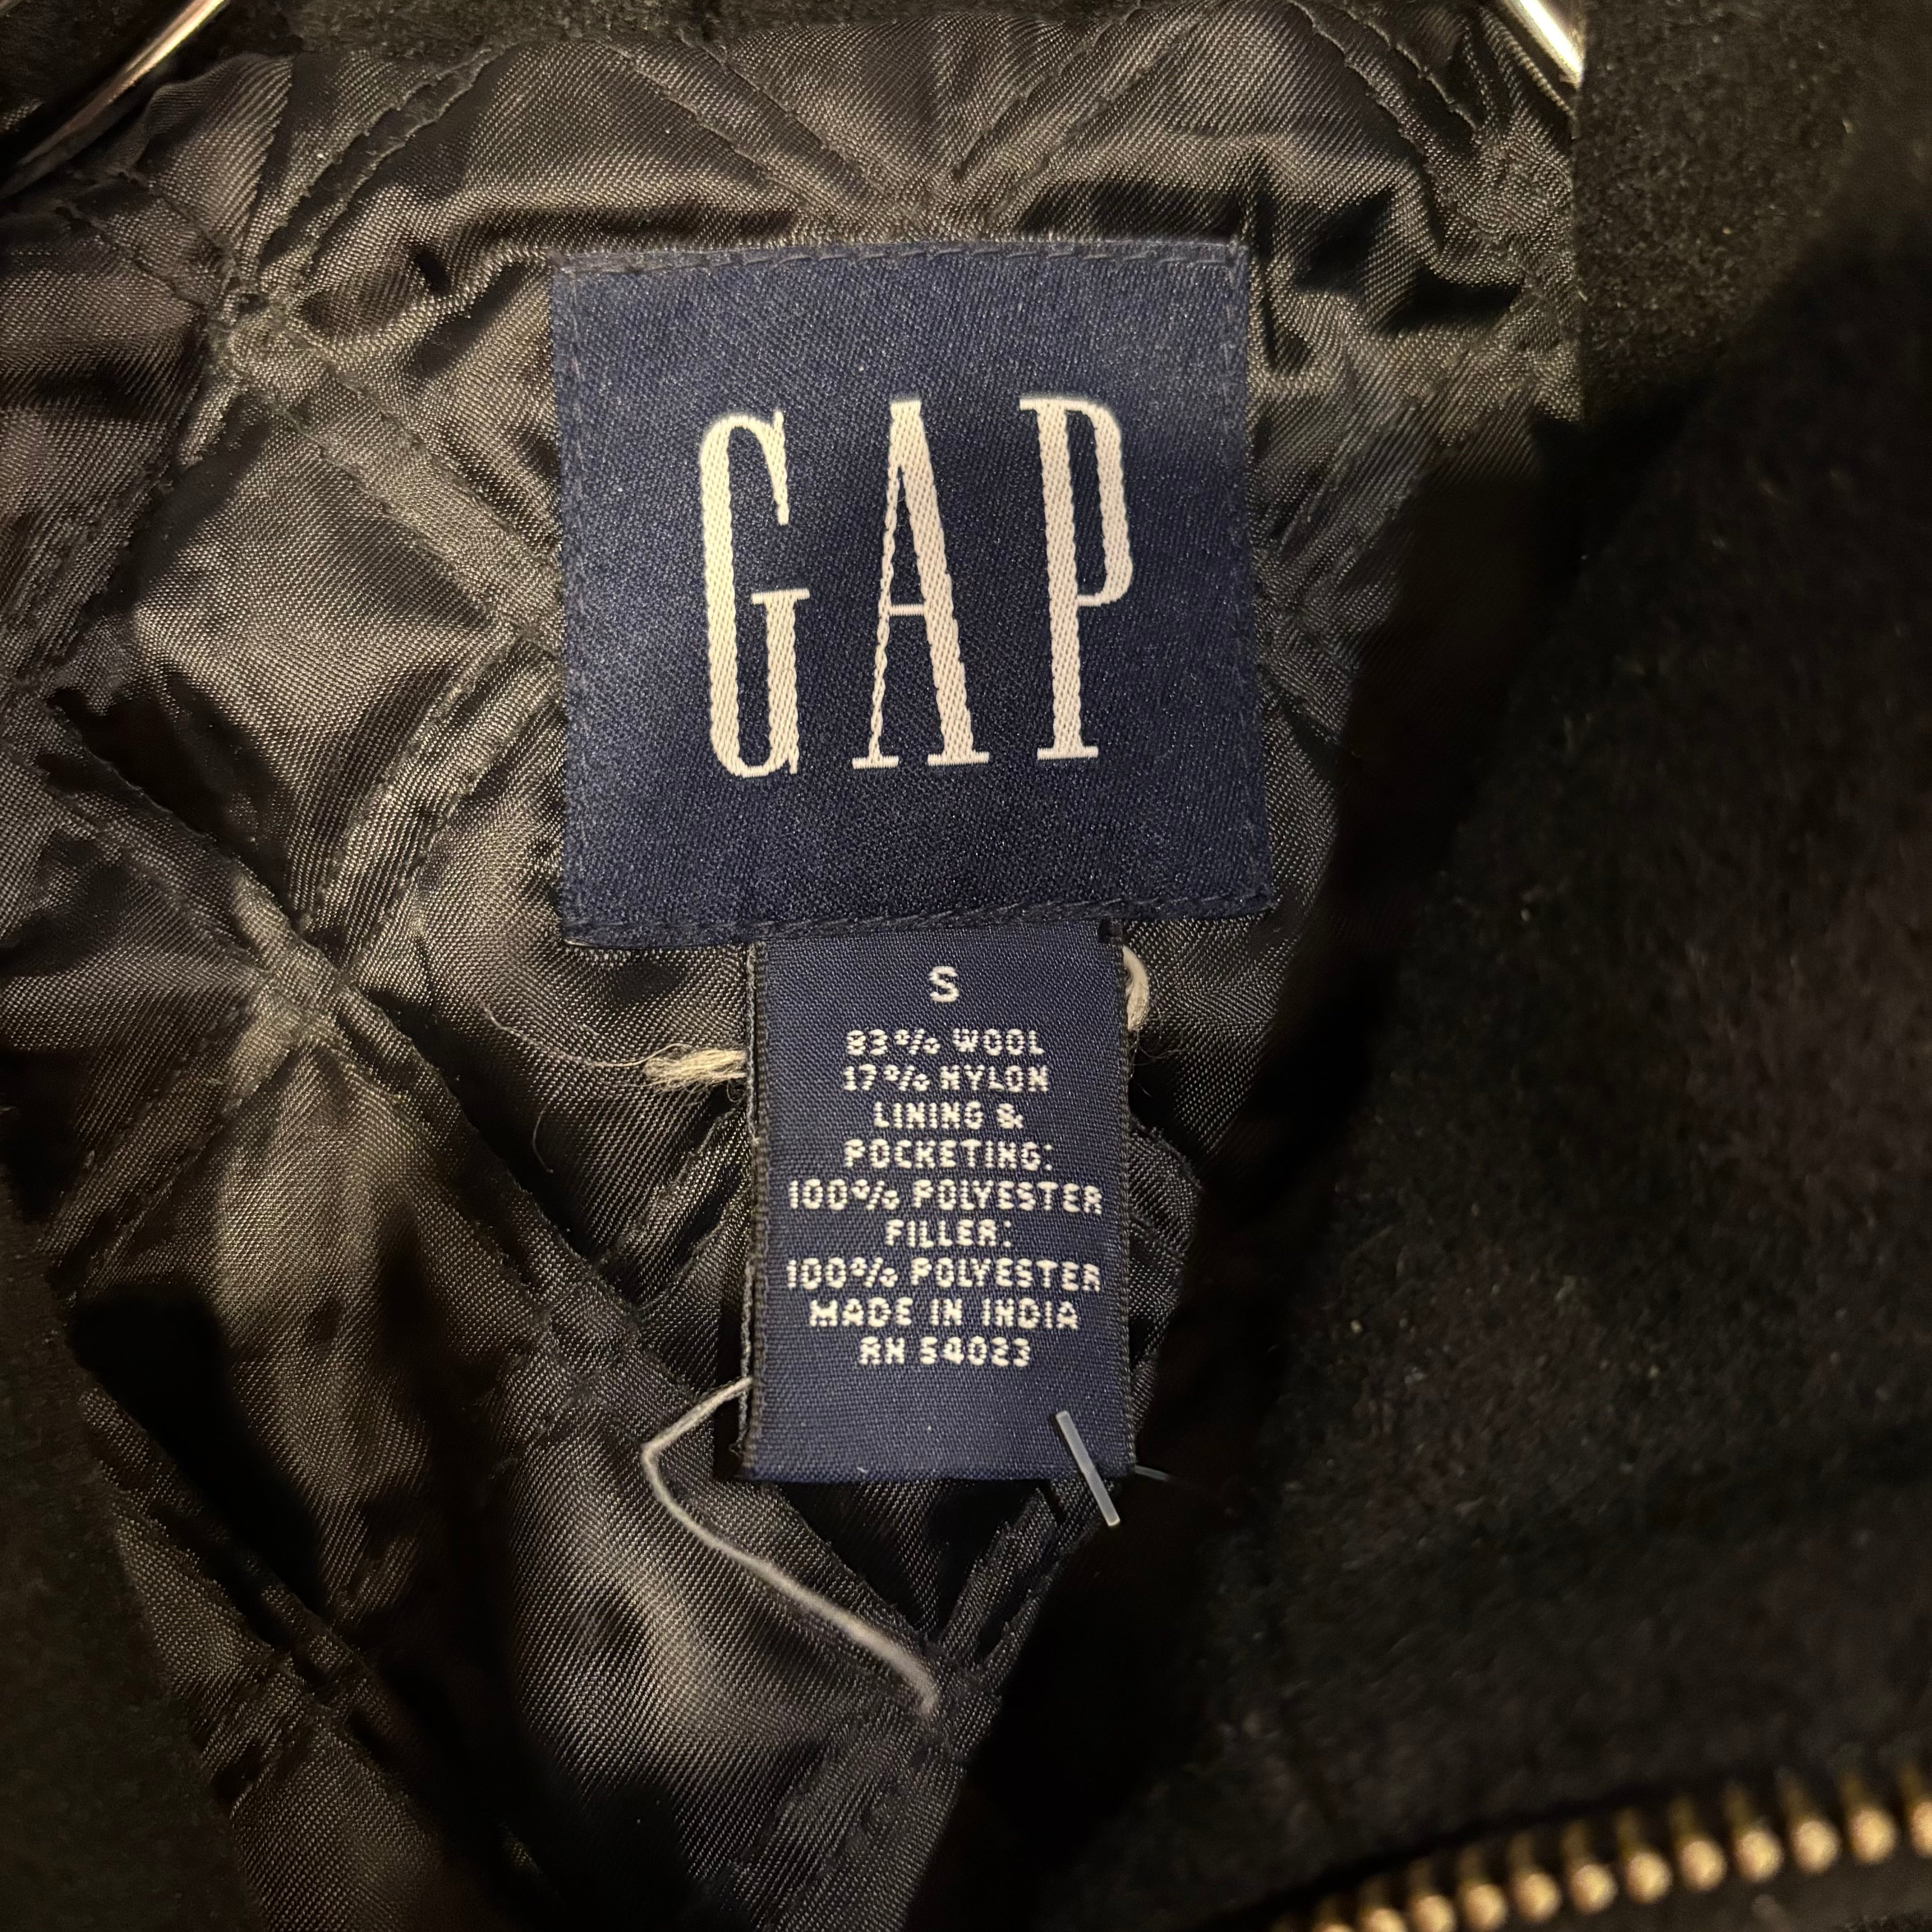 GAP
S
83% WOOL
17% NYLON
LINING &
POCKETING:
100% POLYESTER
FILLER:
100% POLYESTER
MADE IN INDIA
RN 54023